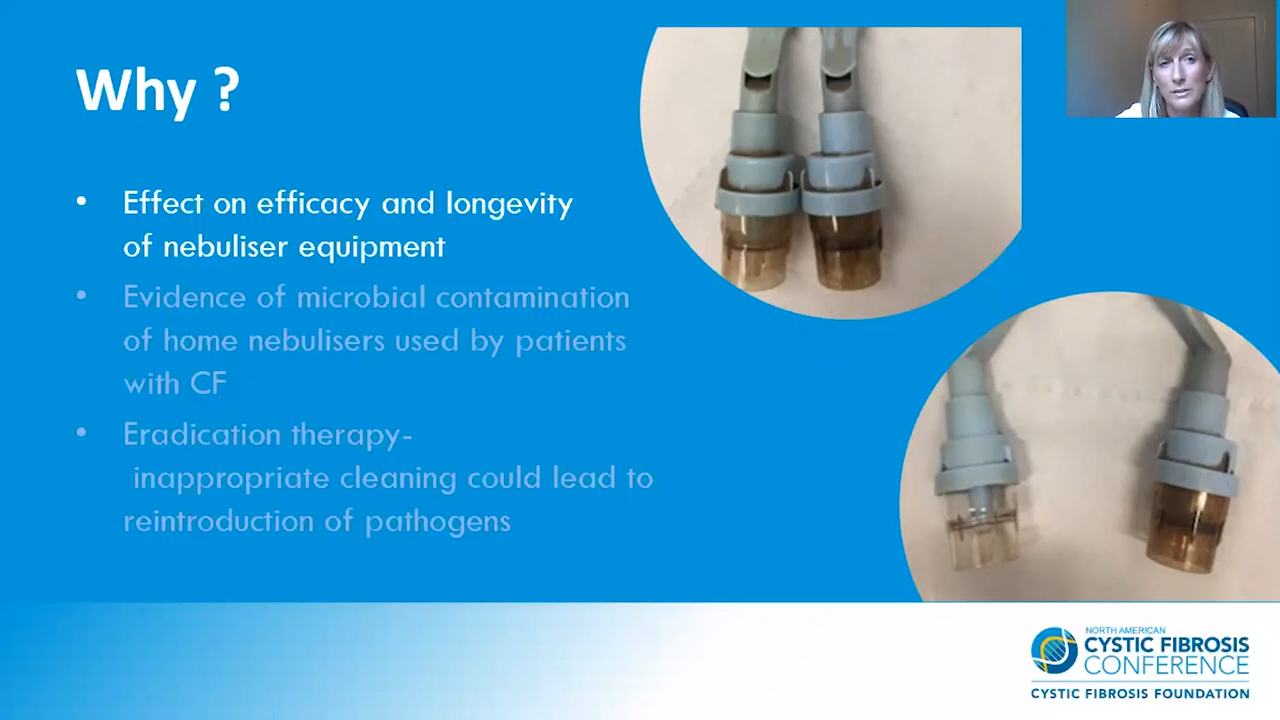 Why ?
• Effect on efficacy and longevity
of nebuliser equipment
• Evidence of microbial contamination
of home nebulisers used by patients
with CF
• Eradication therapy-
inappropriate cleaning could lead to
reintroduction of pathogens
NORTH AMERICAN
CYSTIC FIBROSIS
CONFERENCE
CYSTIC FIBROSIS FOUNDATION